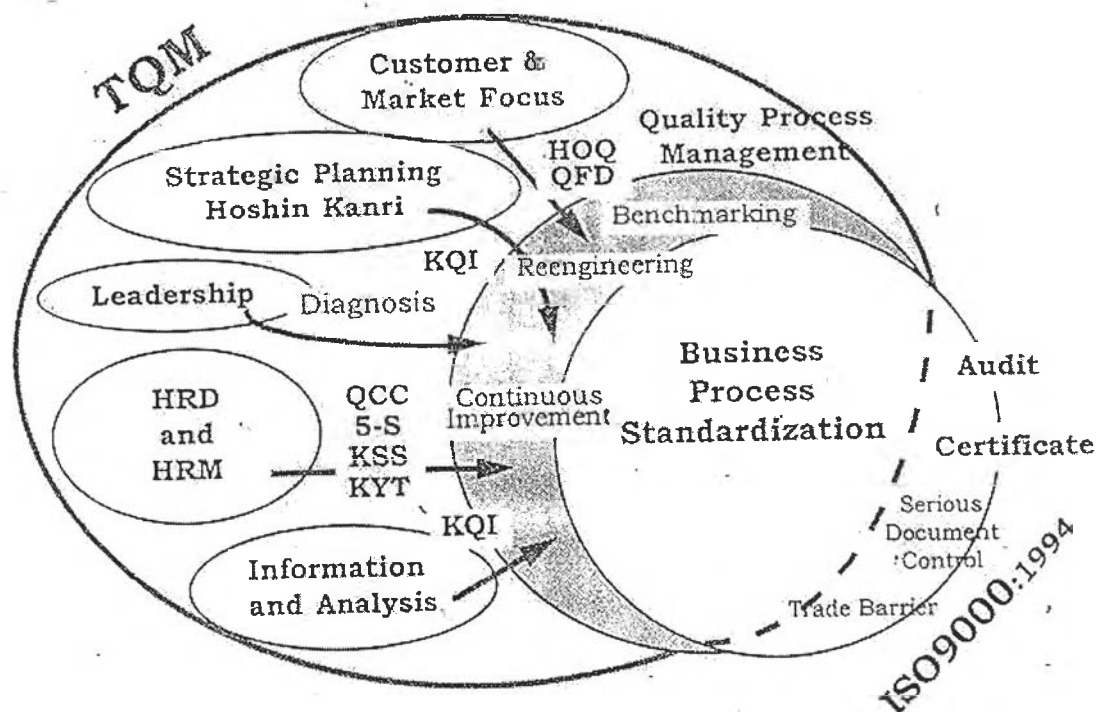 TQM
Customer &
Market Focus
Quality Process
Management
HOQ
QFD
Strategic Planning
Hoshin Kanri
Benchmarking
KQI
Reengineering
Leadership
Diagnosis
Business
Process
Standardization
Audit
HRD
and
HRM
QCC
5-S
KSS
KYT
Continuous
Improvement
Certificate
KQI
Serious
Document
Control
Information
and Analysis
Trade Barrier
ISO9000:1994